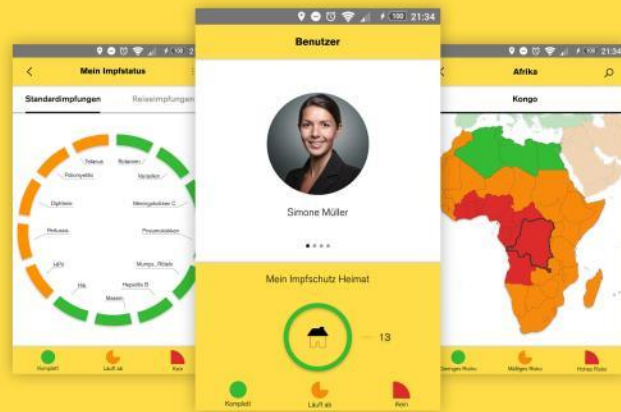 100 21:34
Mein Impfstatus
Standardimpfungen Reiseimpfungen
Tetanus
Rotaviren
Poliomyelitis
Varizellen
Diphtherie
Meningokokken C
Pertussis
Pneumokokken
HPV
Mumps, Röteln
Hib
Hepatitis B
Masern
Komplett Läuft ab Kein
100 21:34
Benutzer
Simone Müller
Mein Impfschutz Heimat
13
Komplett Läuft ab Kein
100 21:34
Afrika
Kongo
Geringes Risiko Mäßiges Risiko Hohes Risiko